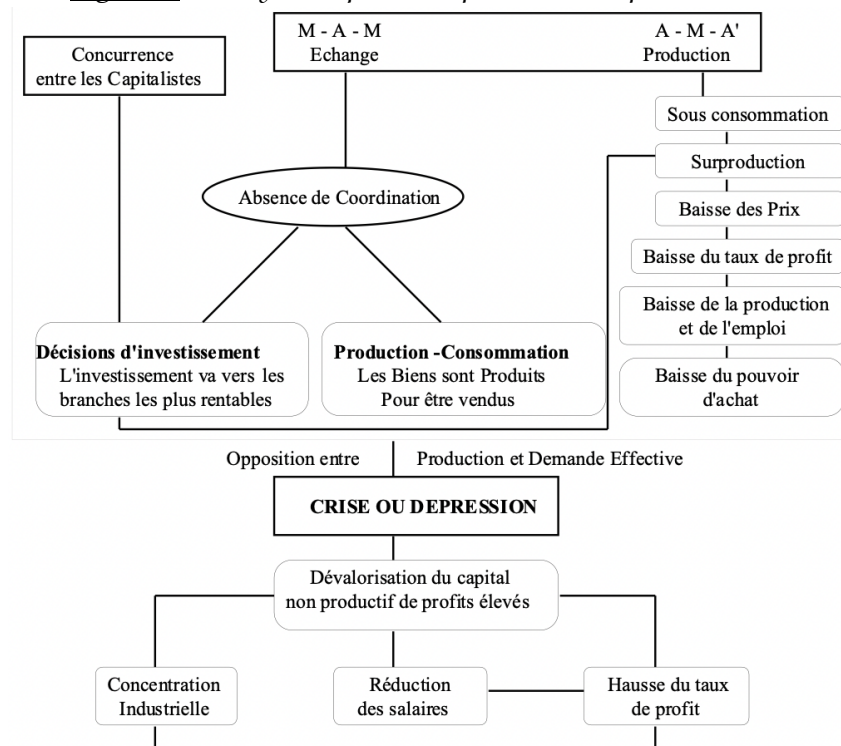 Concurrence
entre les Capitalistes
M - A - M
Echange
A - M - A'
Production
Sous consommation
Surproduction
Baisse des Prix
Baisse du taux de profit
Baisse de la production
et de l'emploi
Baisse du pouvoir
d'achat
Absence de Coordination
Décisions d'investissement
L'investissement va vers les
branches les plus rentables
Production -Consommation
Les Biens sont Produits
Pour être vendus
Opposition entre
Production et Demande Effective
CRISE OU DEPRESSION
Dévalorisation du capital
non productif de profits élevés
Concentration
Industrielle
Réduction
des salaires
Hausse du taux
de profit